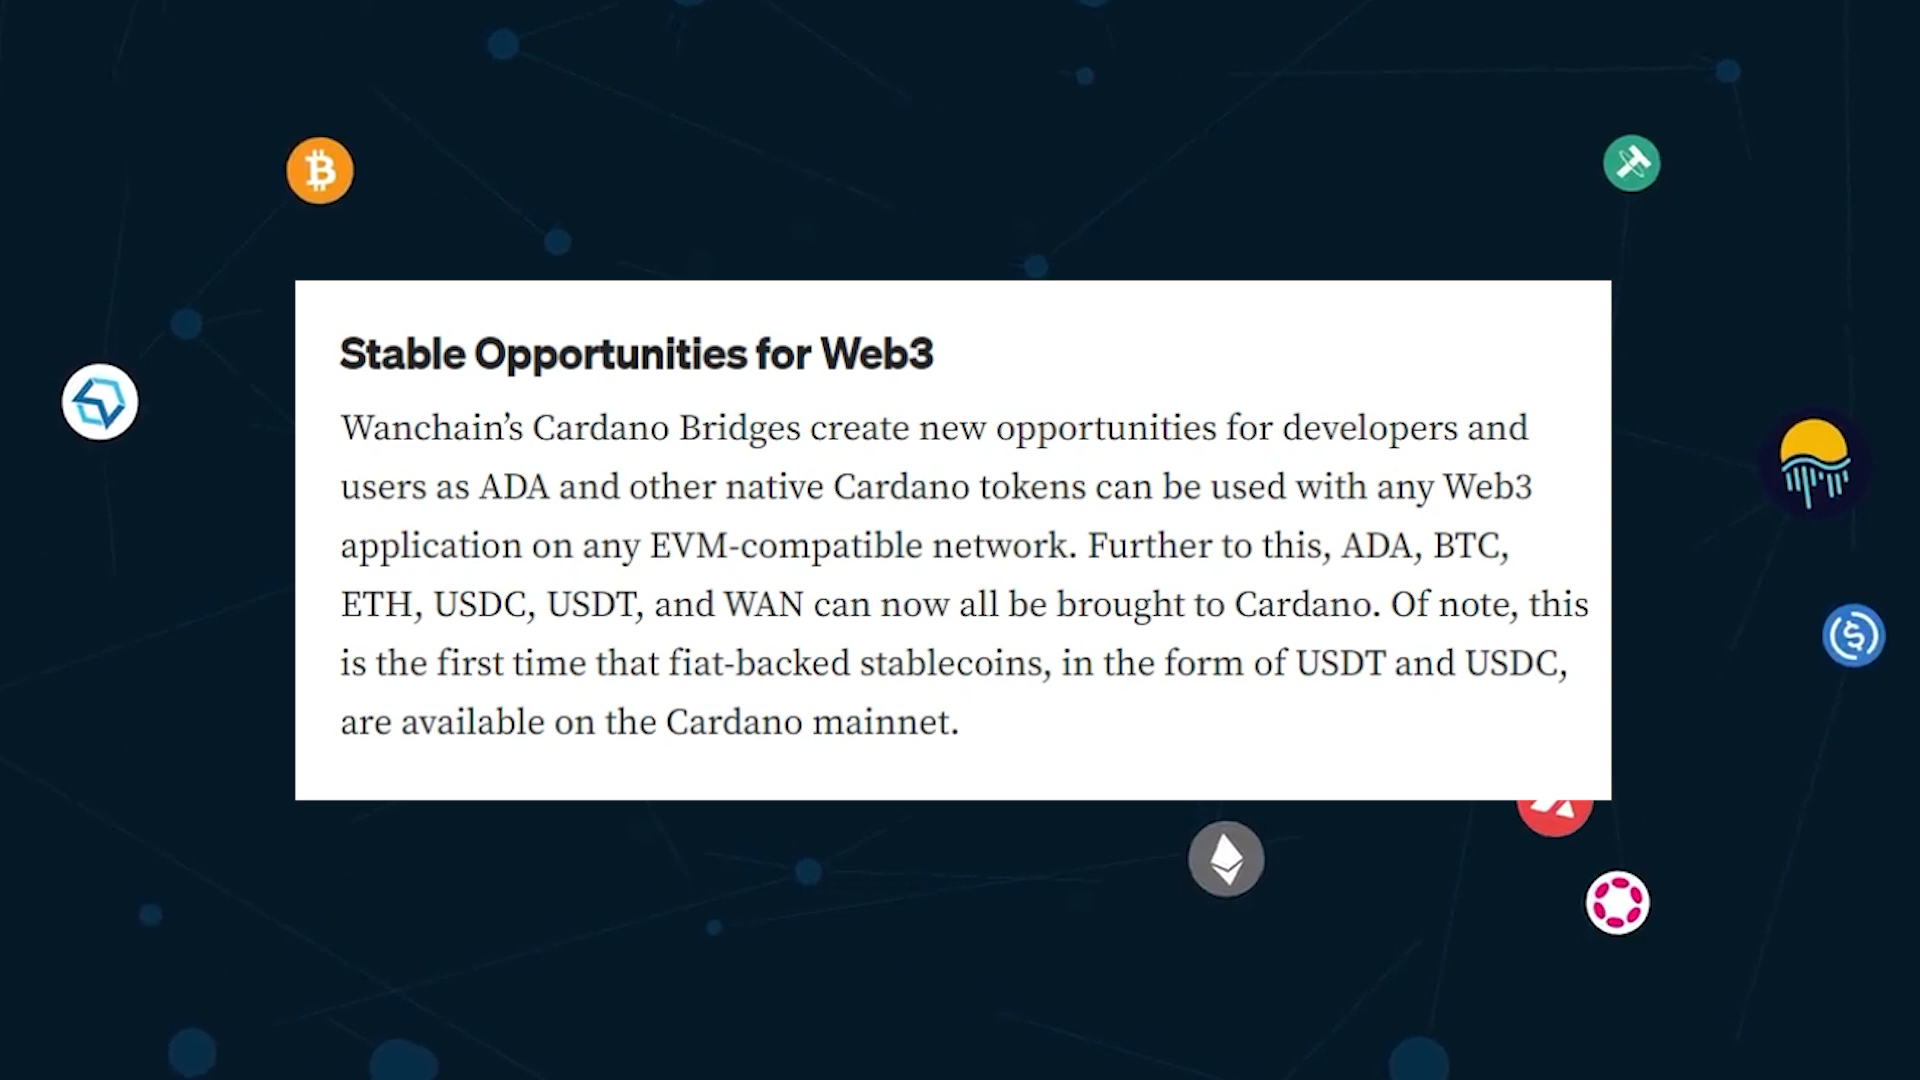 Stable Opportunities for Web3
Wanchain’s Cardano Bridges create new opportunities for developers and
users as ADA and other native Cardano tokens can be used with any Web3
application on any EVM-compatible network. Further to this, ADA, BTC,
ETH, USDC, USDT, and WAN can now all be brought to Cardano. Of note, this
is the first time that fiat-backed stablecoins, in the form of USDT and USDC,
are available on the Cardano mainnet.